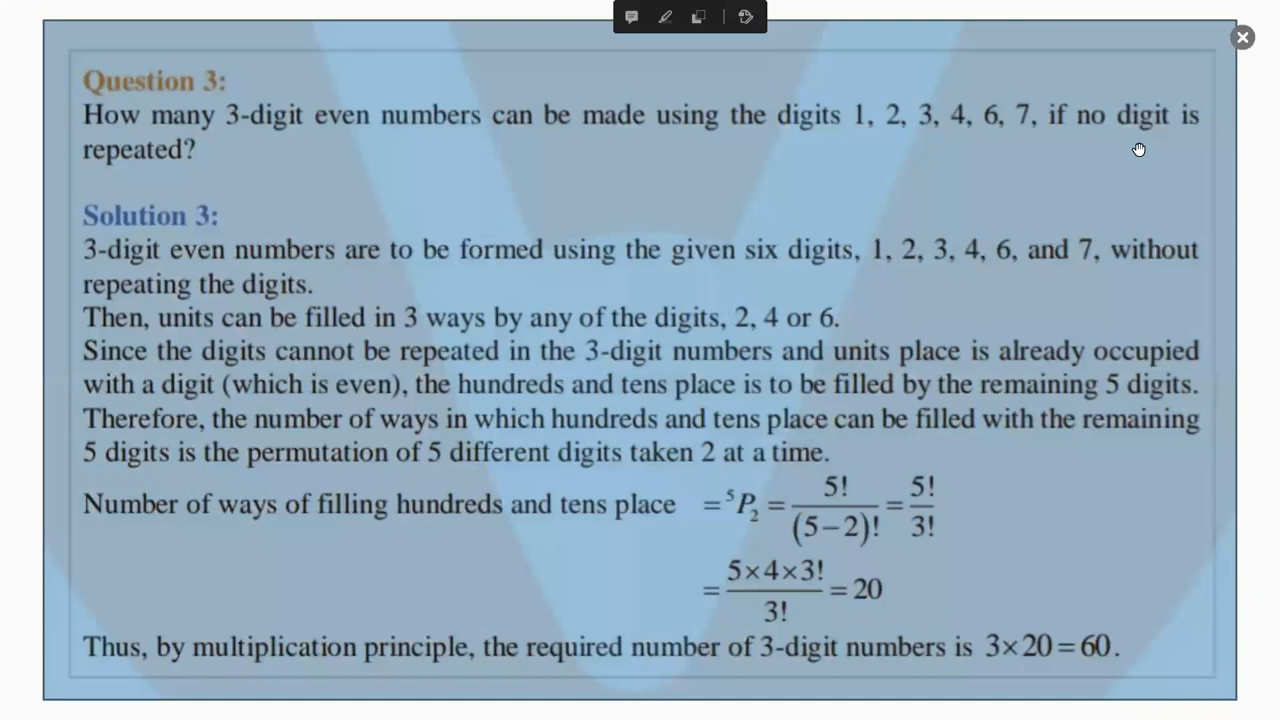 Question 3:
How many 3-digit even numbers can be made using the digits 1, 2, 3, 4, 6, 7, if no digit is
repeated?
Solution 3:
3-digit even numbers are to be formed using the given six digits, 1, 2, 3, 4, 6, and 7, without
repeating the digits.
Then, units can be filled in 3 ways by any of the digits, 2, 4 or 6.
Since the digits cannot be repeated in the 3-digit numbers and units place is already occupied
with a digit (which is even), the hundreds and tens place is to be filled by the remaining 5 digits.
Therefore, the number of ways in which hundreds and tens place can be filled with the remaining
5 digits is the permutation of 5 different digits taken 2 at a time.
Number of ways of filling hundreds and tens place = ⁵P₂ = 5!/(5−2)! = 5!/3!
= 5×4×3!/3! = 20
Thus, by multiplication principle, the required number of 3-digit numbers is 3×20=60.